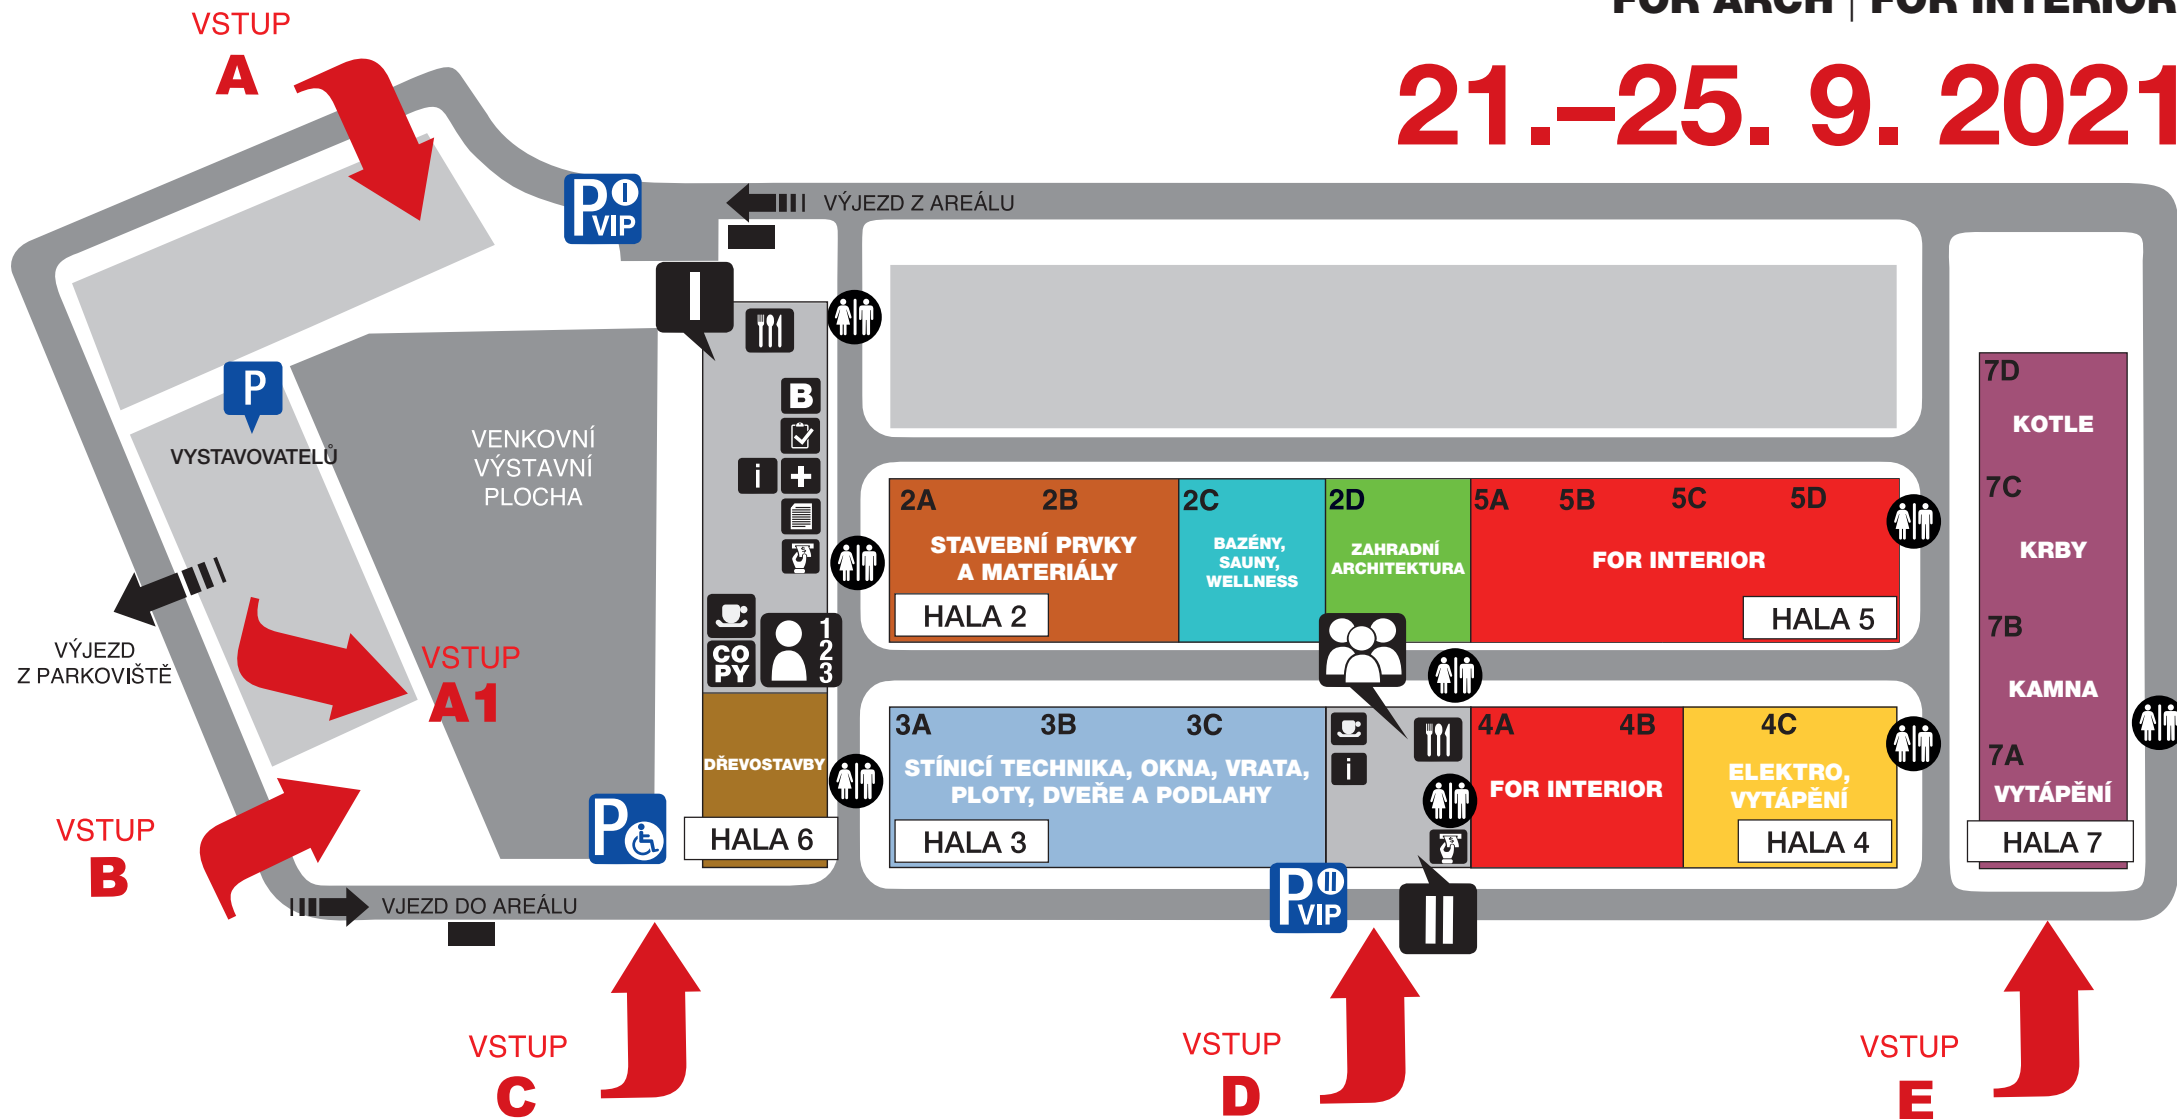 FOR ARCH | FOR INTERIOR
21.–25. 9. 2021
VSTUP
A
P I
VIP
VÝJEZD Z AREÁLU
I
P
VYSTAVOVATELŮ
VENKOVNÍ
VÝSTAVNÍ
PLOCHA
B
i
CO
PY
1
2
3
VÝJEZD
Z PARKOVIŠTĚ
VSTUP
A1
VSTUP
B
DŘEVOSTAVBY
HALA 6
P
VJEZD DO AREÁLU
2A 2B
STAVEBNÍ PRVKY
A MATERIÁLY
HALA 2
2C
BAZÉNY,
SAUNY,
WELLNESS
2D
ZAHRADNÍ
ARCHITEKTURA
5A 5B 5C 5D
FOR INTERIOR
HALA 5
3A 3B 3C
STÍNICÍ TECHNIKA, OKNA, VRATA,
PLOTY, DVEŘE A PODLAHY
HALA 3
i
4A 4B
FOR INTERIOR
4C
ELEKTRO,
VYTÁPĚNÍ
HALA 4
P II
VIP
II
7D
KOTLE
7C
KRBY
7B
KAMNA
7A
VYTÁPĚNÍ
HALA 7
VSTUP
C
VSTUP
D
VSTUP
E